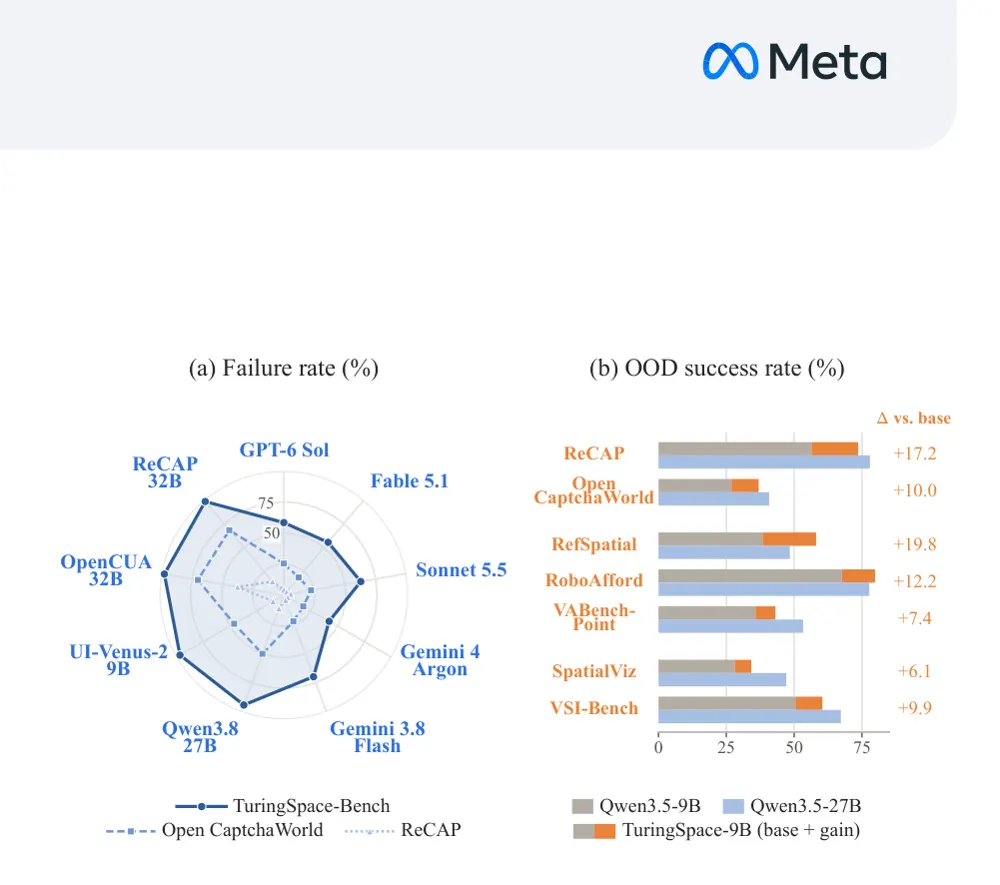 Meta
(a) Failure rate (%)
GPT-6 Sol
ReCAP
32B
Fable 5.1
75
50
OpenCUA
32B
Sonnet 5.5
UI-Venus-2
9B
Gemini 4
Argon
Qwen3.8
27B
Gemini 3.8
Flash
TuringSpace-Bench
Open CaptchaWorld
ReCAP
(b) OOD success rate (%)
Δ vs. base
ReCAP
+17.2
Open
CaptchaWorld
+10.0
RefSpatial
+19.8
RoboAfford
+12.2
VABench-
Point
+7.4
SpatialViz
+6.1
VSI-Bench
+9.9
0 25 50 75
Qwen3.5-9B
Qwen3.5-27B
TuringSpace-9B (base + gain)